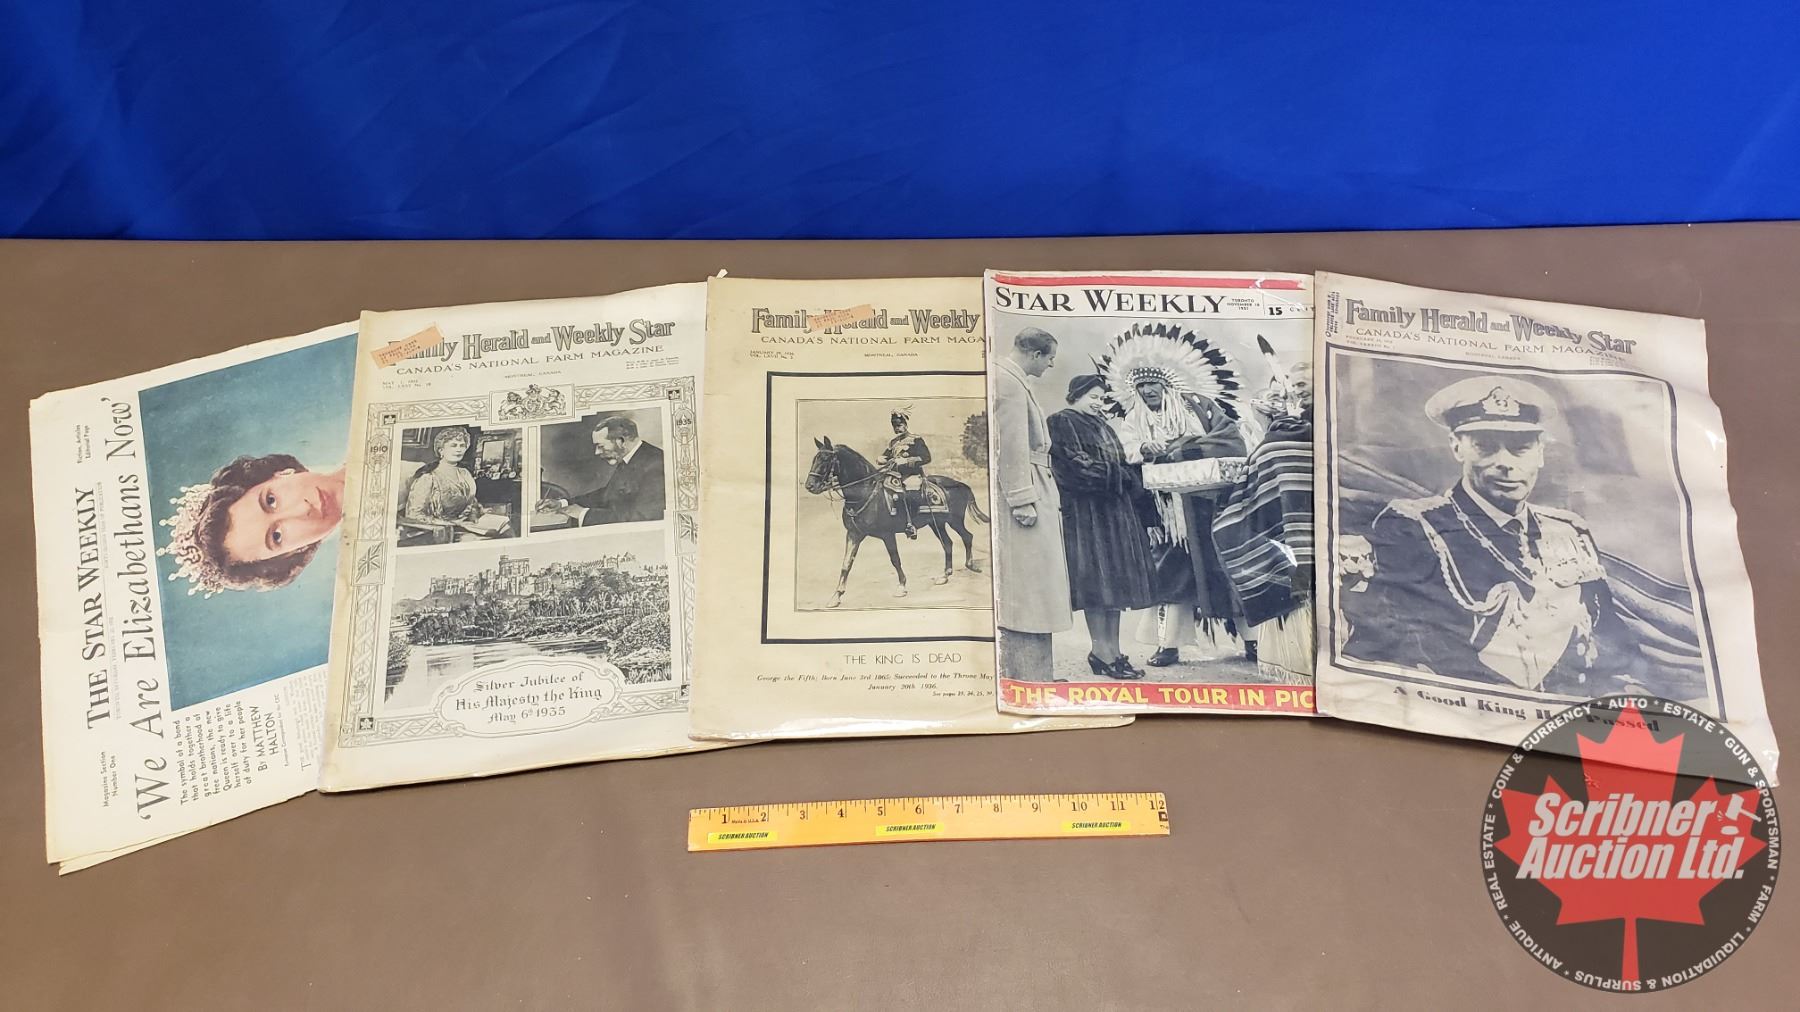 THE STAR WEEKLY
Fiction, Articles
Editorial Page
Magazine Section
Number One
'We Are Elizabethans Now'
The symbol of a bond
that holds together a
great brotherhood of
free nations, the new
Queen is ready to give
herself over to a life
of duty for her people
By MATTHEW
HALTON
Family Herald and Weekly Star
CANADA'S NATIONAL FARM MAGAZINE
MONTREAL, CANADA
MAY 1, 1935
1910
1935
Silver Jubilee of
His Majesty the King
May 6th 1935
Family Herald and Weekly
CANADA'S NATIONAL FARM MAGA
MONTREAL, CANADA
THE KING IS DEAD
George the Fifth; Born June 3rd 1865; Succeeded to the Throne May
January 20th 1936.
STAR WEEKLY
TORONTO
NOVEMBER 10
1951
15
THE ROYAL TOUR IN PIC
Family Herald and Weekly Star
CANADA'S NATIONAL FARM MAGAZINE
MONTREAL, CANADA
A Good King Has Passed
1 2 3 4 5 6 7 8 9 10 11 12
Made in U.S.A.
SCRIBNER AUCTION
SCRIBNER AUCTION
SCRIBNER AUCTION
Scribner
Auction Ltd.
ANTIQUE * REAL ESTATE * COIN & CURRENCY * AUTO * ESTATE * GUN & SPORTSMAN * FARM * LIQUIDATION & SURPLUS *